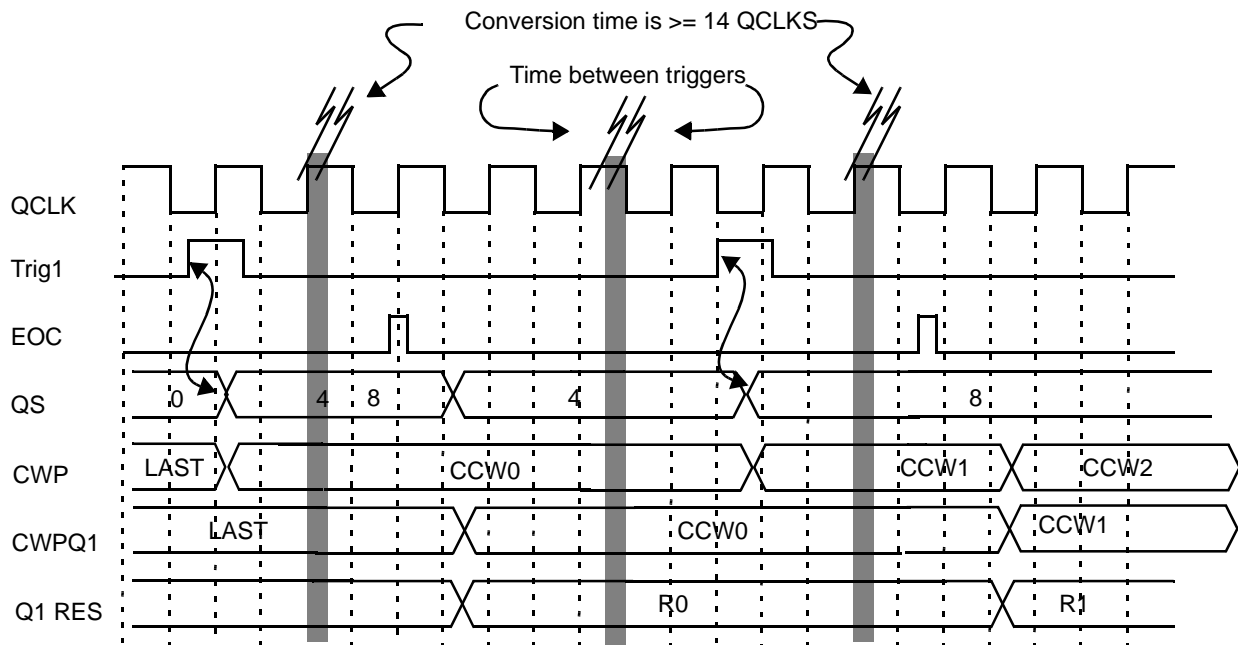 Conversion time is >= 14 QCLKS
Time between triggers
QCLK
Trig1
EOC
QS 0 4 8 4 8
CWP LAST CCW0 CCW1 CCW2
CWPQ1 LAST CCW0 CCW1
Q1 RES R0 R1